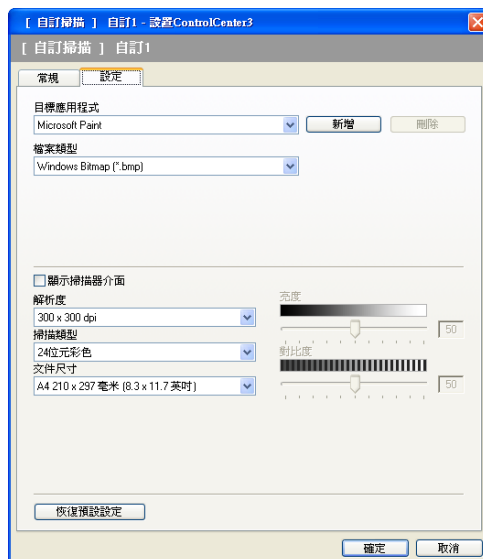 [ 自訂掃描 ] 自訂1 - 設置ControlCenter3
[ 自訂掃描 ] 自訂1
常規 設定
目標應用程式
Microsoft Paint 新增 刪除
檔案類型
Windows Bitmap (*.bmp)
顯示掃描器介面
解析度 亮度
300 x 300 dpi 50
掃描類型
24位元彩色 對比度
文件尺寸
A4 210 x 297 毫米 (8.3 x 11.7 英吋) 50
恢復預設設定
確定 取消